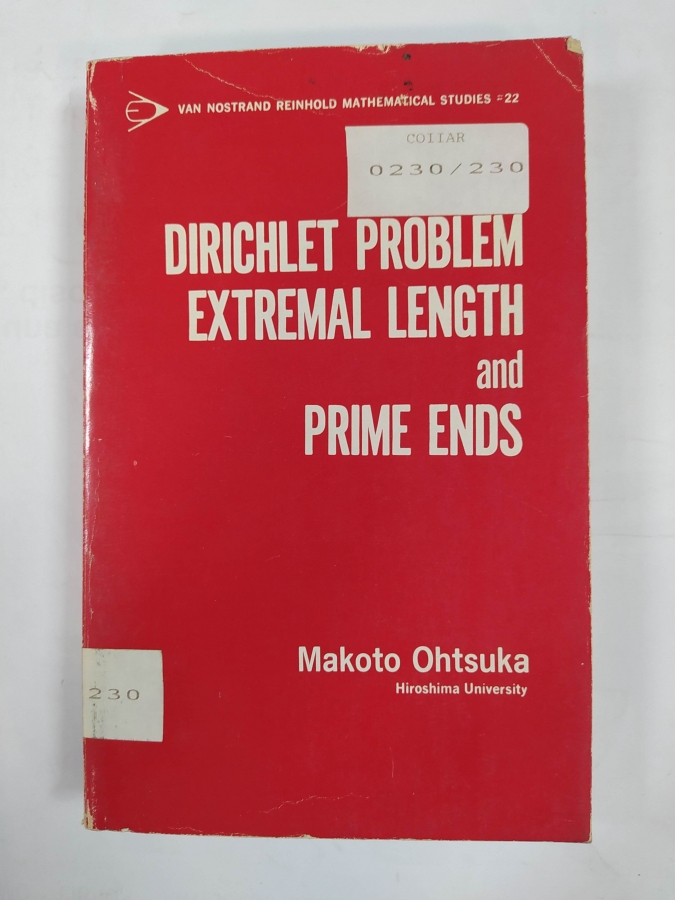 VAN NOSTRAND REINHOLD MATHEMATICAL STUDIES #22
COIIAR
0230/230
DIRICHLET PROBLEM
EXTREMAL LENGTH
and
PRIME ENDS
Makoto Ohtsuka
Hiroshima University
230